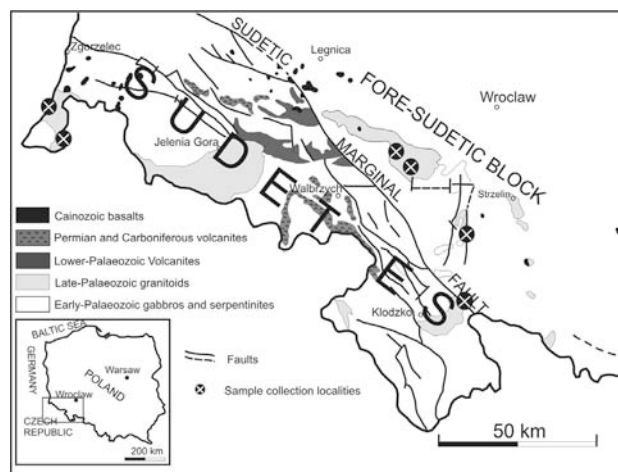 Zgorzelec
SUDETIC
Legnica
FORE-SUDETIC BLOCK
Wroclaw
SUDETES
Jelenia Gora
MARGINAL
Walbrzych
Strzelin
FAULT
Klodzko
Cainozoic basalts
Permian and Carboniferous volcanites
Lower-Palaeozoic Volcanites
Late-Palaeozoic granitoids
Early-Palaeozoic gabbros and serpentinites
BALTIC SEA
GERMANY
Warsaw
POLAND
Wroclaw
CZECH
REPUBLIC
200 km
Faults
Sample collection localities
50 km